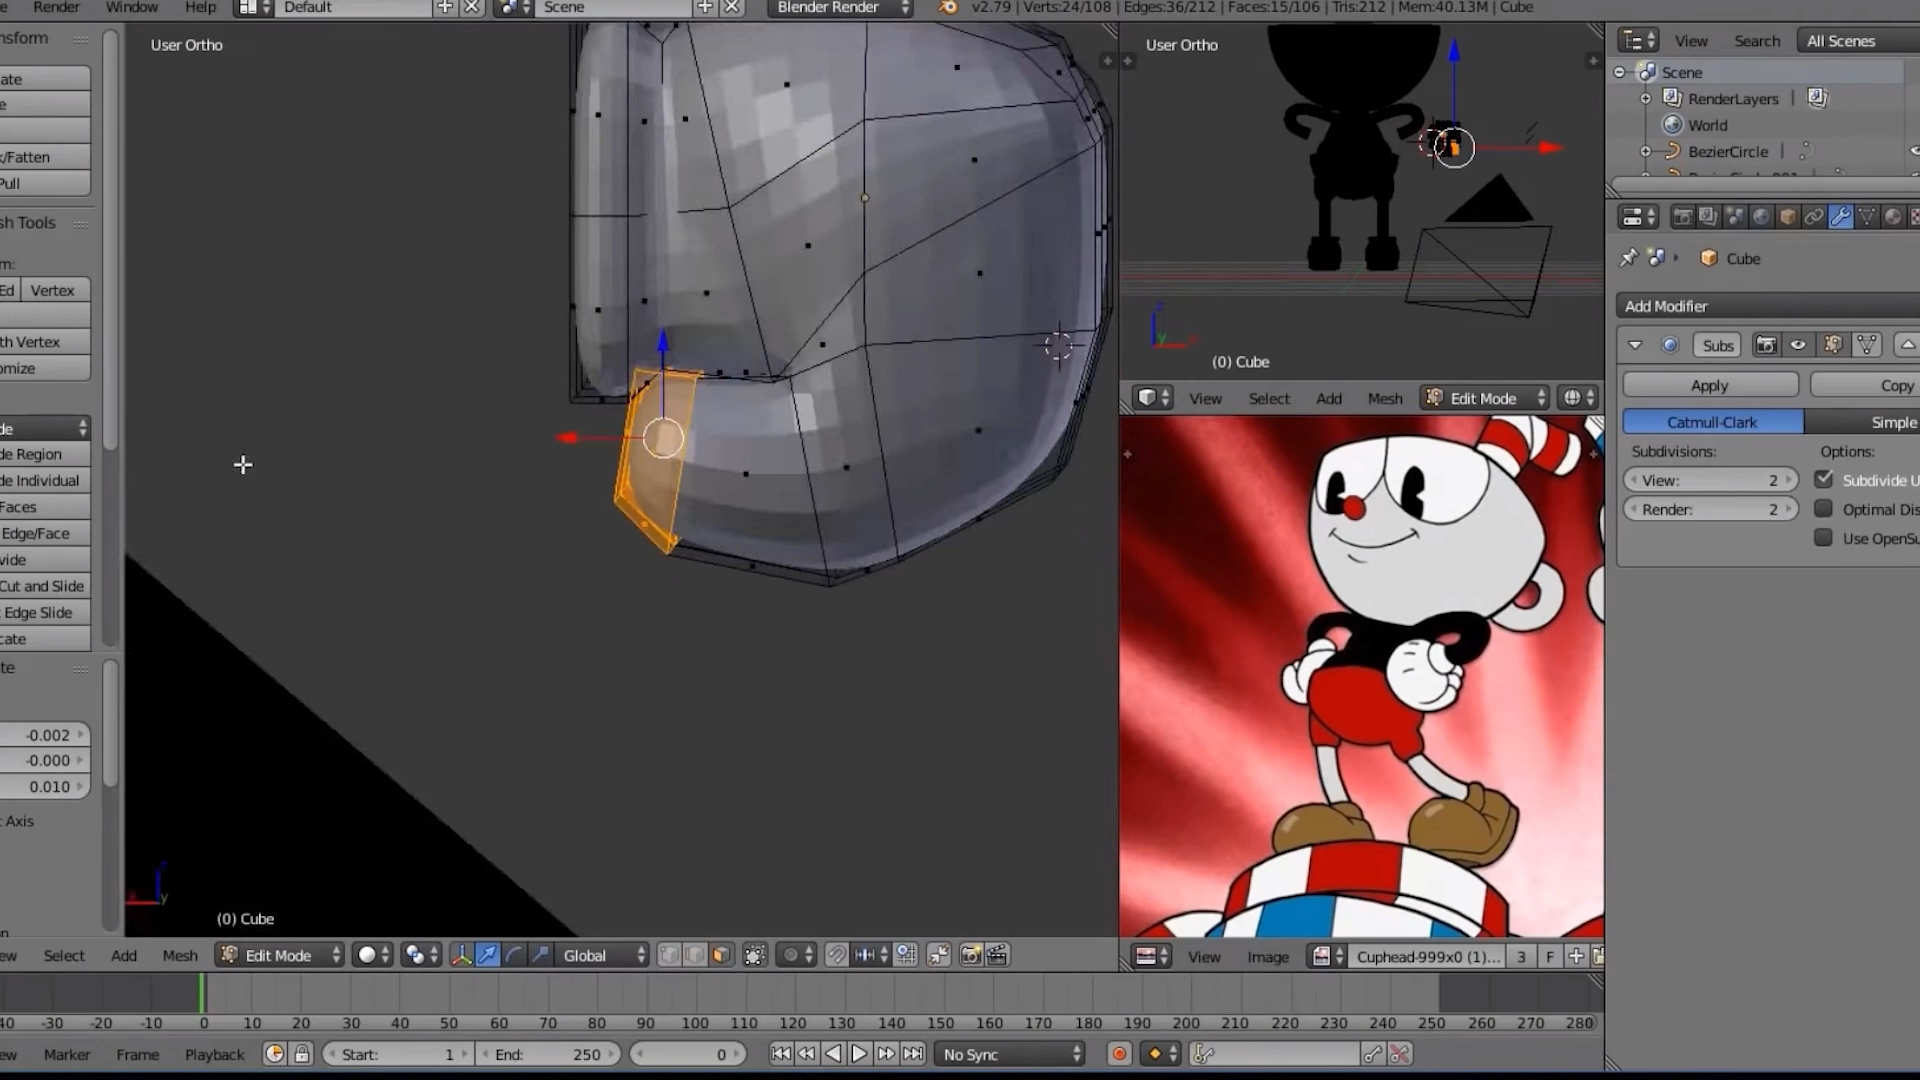 Render Window Help Default Scene Blender Render v2.79 | Verts:24/108 | Edges:36/212 | Faces:15/106 | Tris:212 | Mem:40.13M | Cube
nsform
ate
e
k/Fatten
Pull
sh Tools
m:
Ed Vertex
th Vertex
omize
de
de Region
de Individual
Faces
Edge/Face
vide
Cut and Slide
t Edge Slide
cate
te
-0.002
-0.000
0.010
t Axis
n
User Ortho
(0) Cube
ew Select Add Mesh Edit Mode Global
User Ortho
(0) Cube
View Select Add Mesh Edit Mode
View Image Cuphead-999x0 (1)... 3 F
View Search All Scenes
Scene
RenderLayers |
World
BezierCircle |
Cube
Add Modifier
Subs
Apply Copy
Catmull-Clark Simple
Subdivisions: Options:
View: 2 Subdivide U
Render: 2 Optimal Dis
Use OpenSu
40 -30 -20 -10 0 10 20 30 40 50 60 70 80 90 100 110 120 130 140 150 160 170 180 190 200 210 220 230 240 250 260 270 280
ew Marker Frame Playback Start: 1 End: 250 0 No Sync